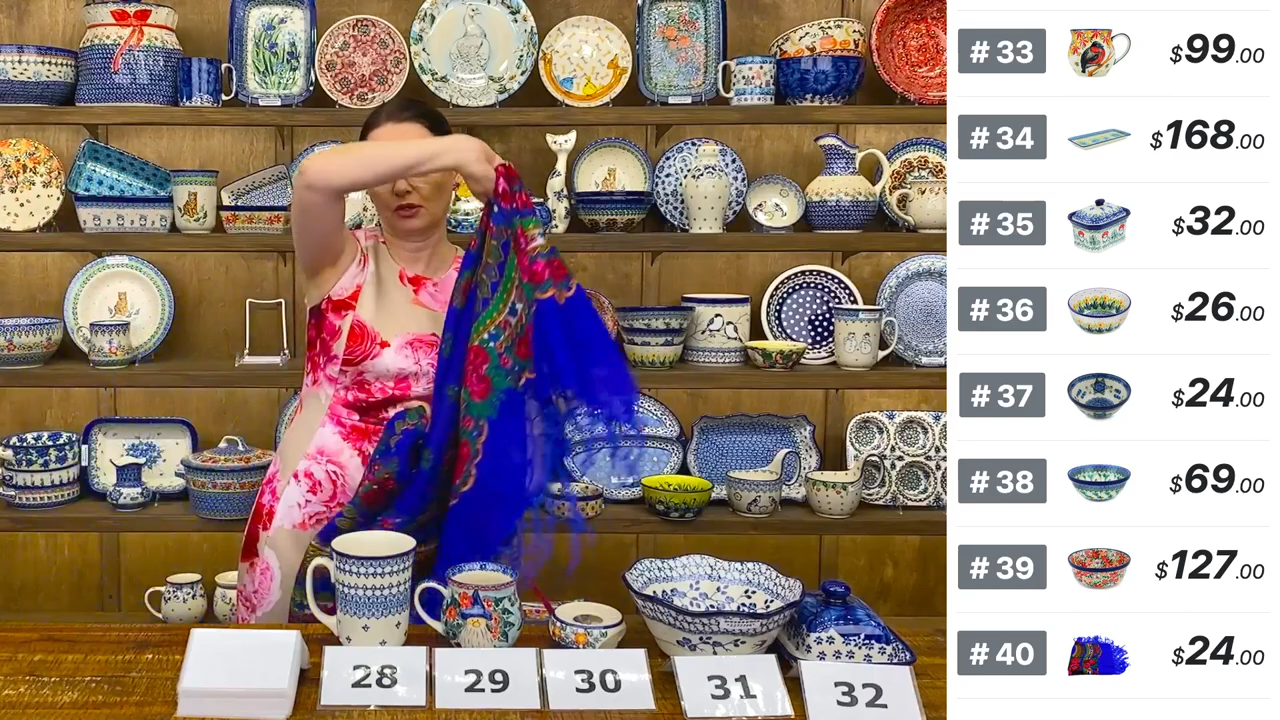 28
29
30
31
32
# 33 $99.00
# 34 $168.00
# 35 $32.00
# 36 $26.00
# 37 $24.00
# 38 $69.00
# 39 $127.00
# 40 $24.00